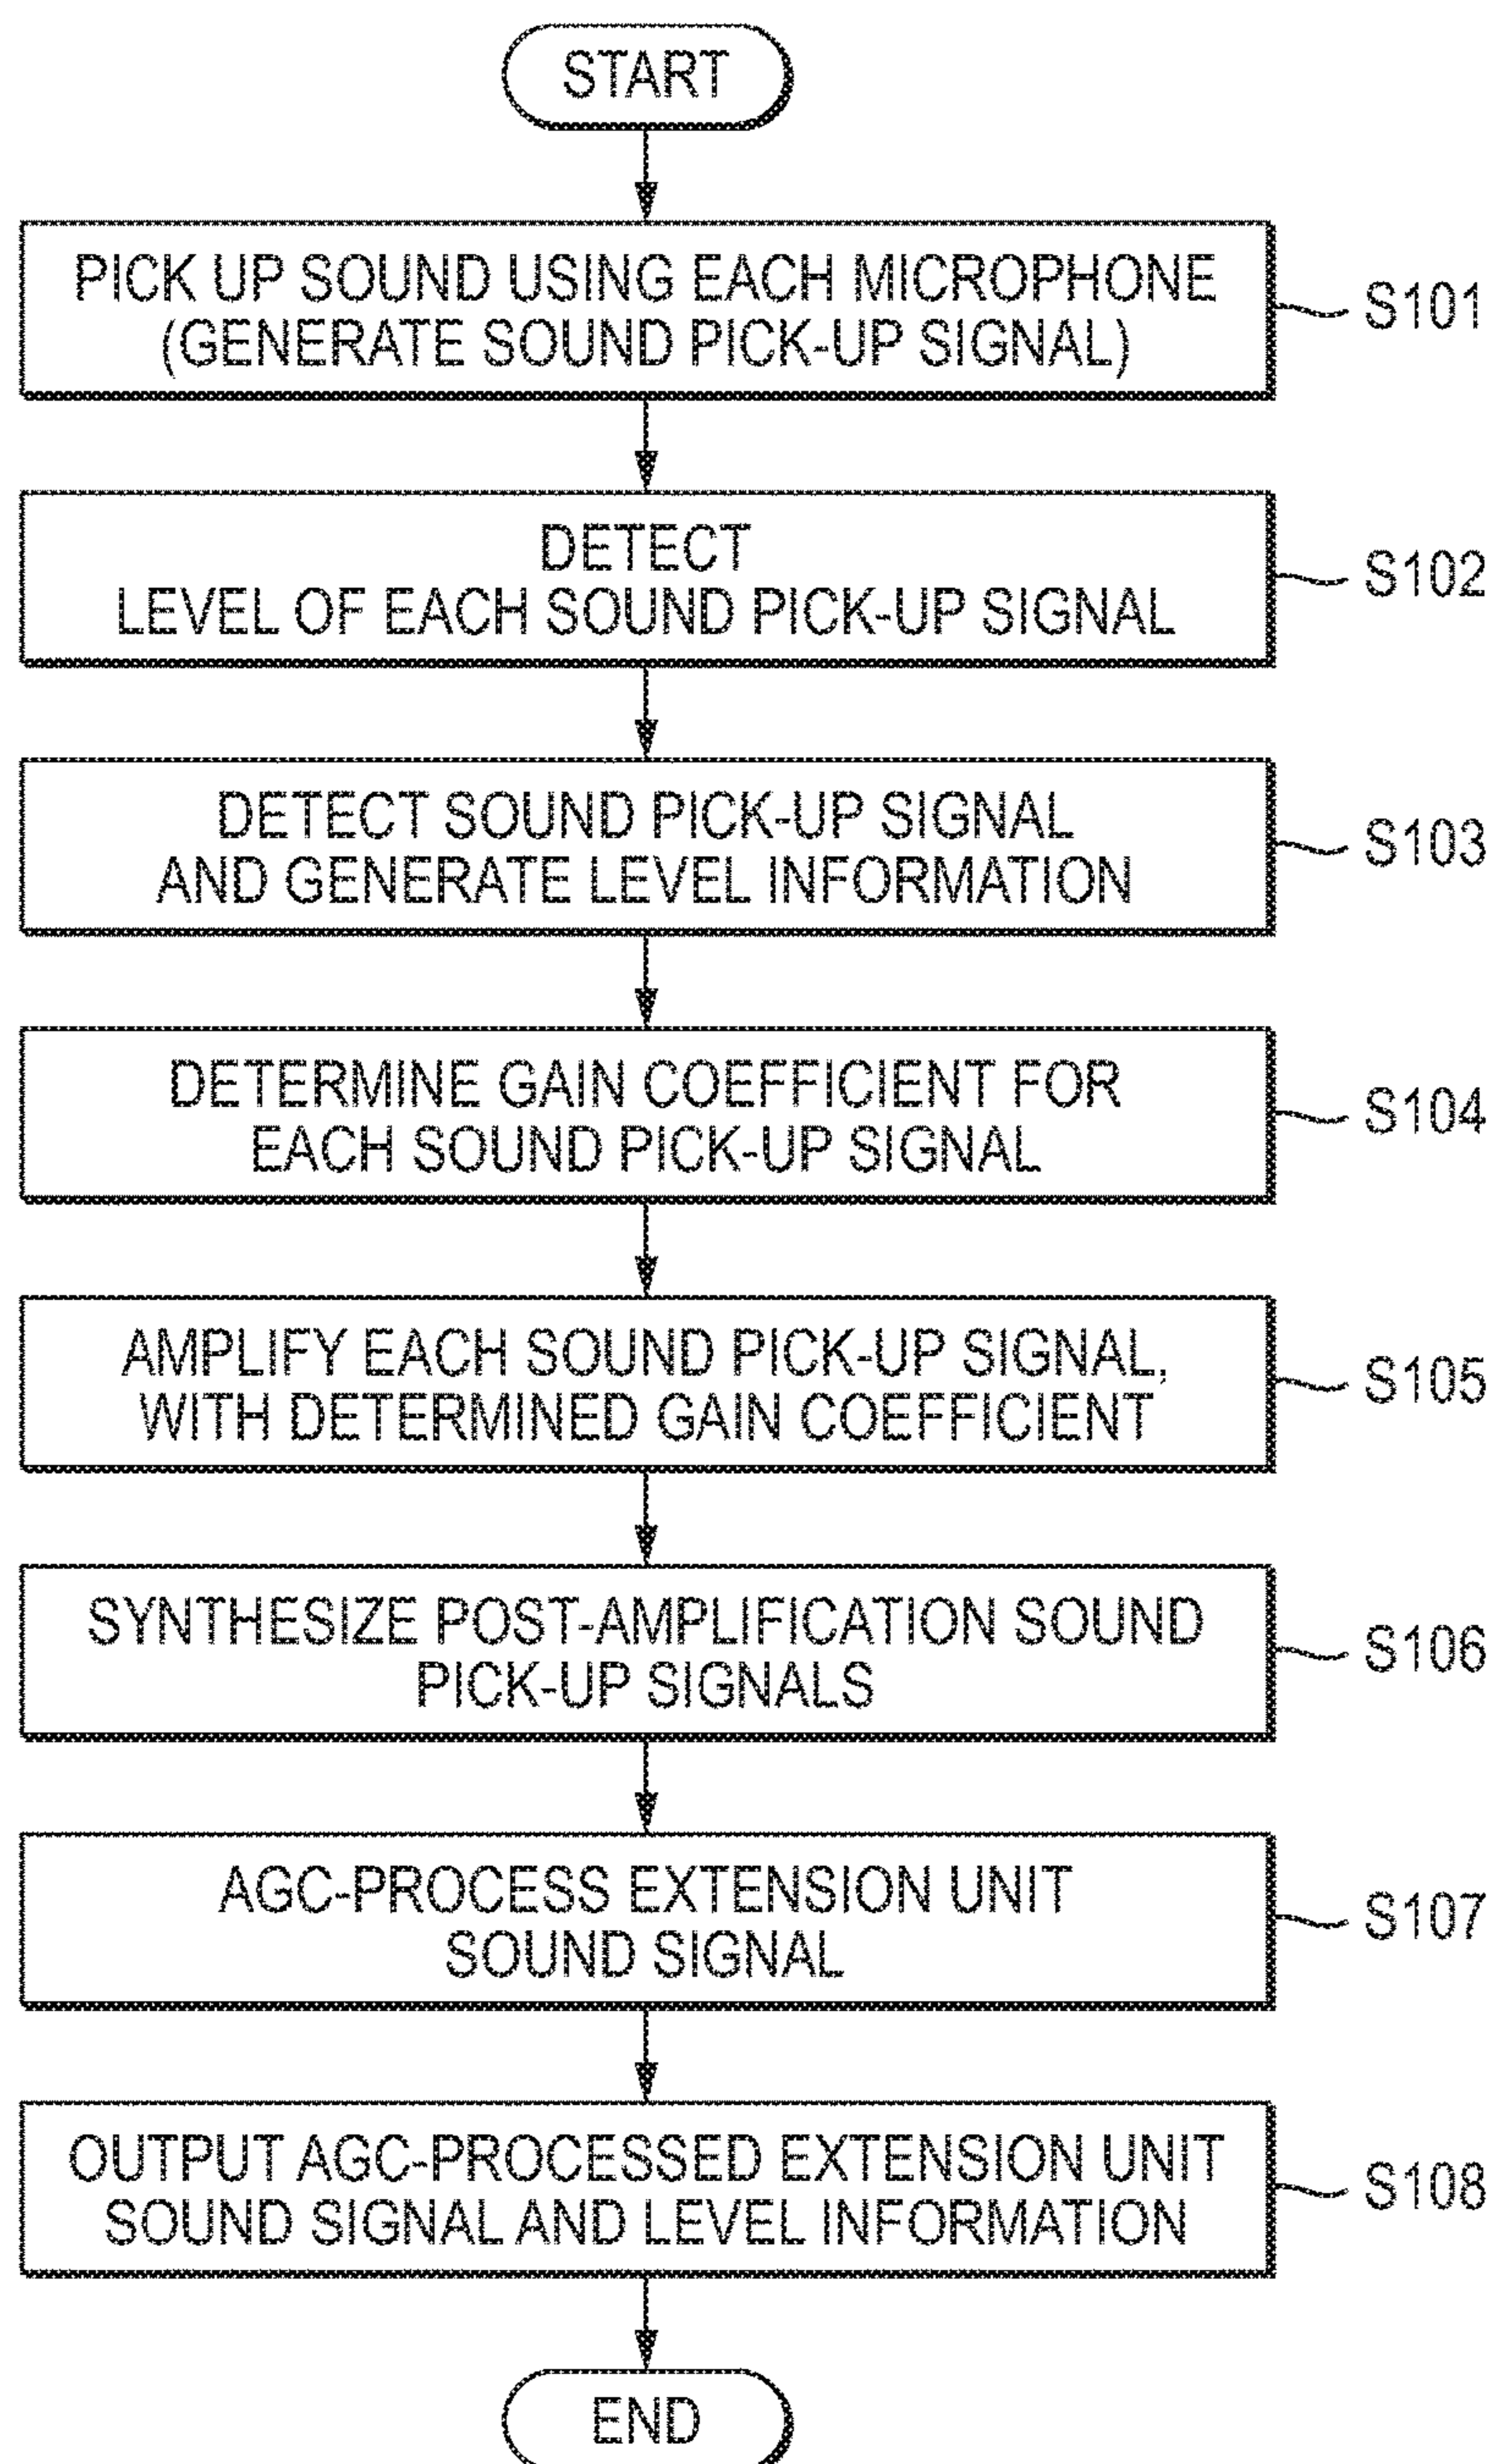 START
PICK UP SOUND USING EACH MICROPHONE
(GENERATE SOUND PICK-UP SIGNAL)
S101
DETECT
LEVEL OF EACH SOUND PICK-UP SIGNAL
S102
DETECT SOUND PICK-UP SIGNAL
AND GENERATE LEVEL INFORMATION
S103
DETERMINE GAIN COEFFICIENT FOR
EACH SOUND PICK-UP SIGNAL
S104
AMPLIFY EACH SOUND PICK-UP SIGNAL,
WITH DETERMINED GAIN COEFFICIENT
S105
SYNTHESIZE POST-AMPLIFICATION SOUND
PICK-UP SIGNALS
S106
AGC-PROCESS EXTENSION UNIT
SOUND SIGNAL
S107
OUTPUT AGC-PROCESSED EXTENSION UNIT
SOUND SIGNAL AND LEVEL INFORMATION
S108
END